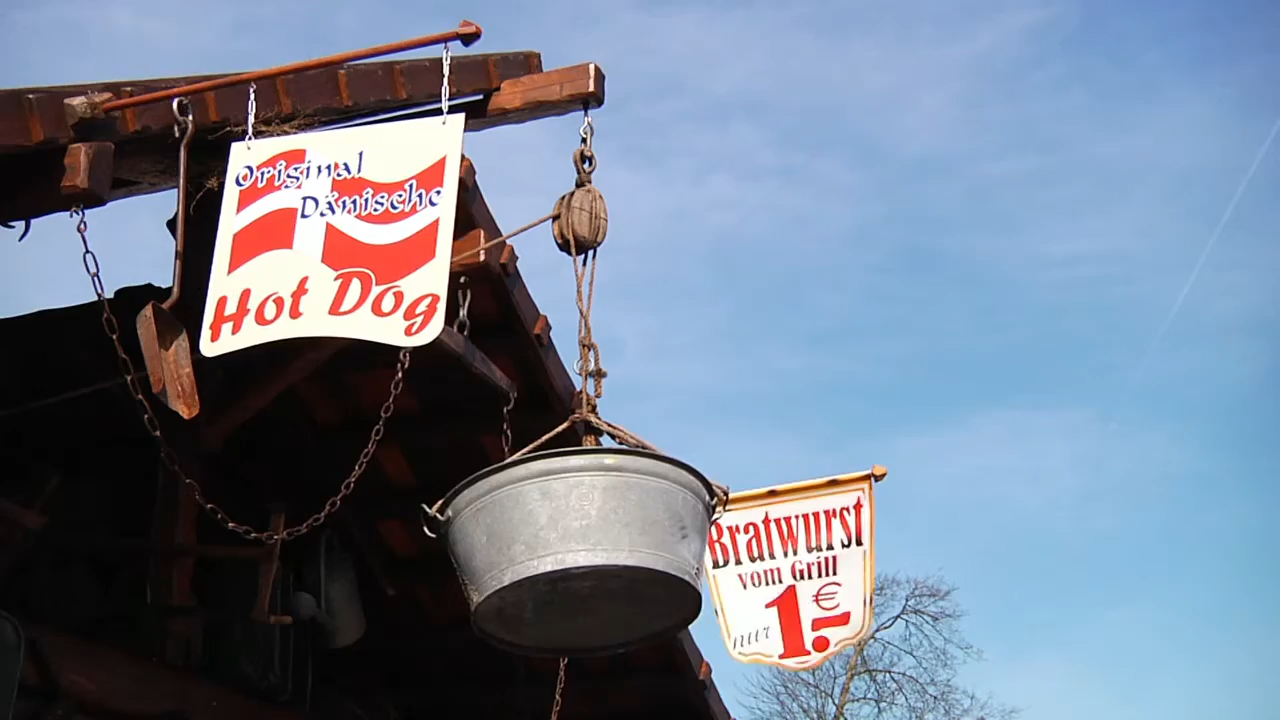 Original
Dänische
Hot Dog
Bratwurst
vom Grill
nur 1.- €